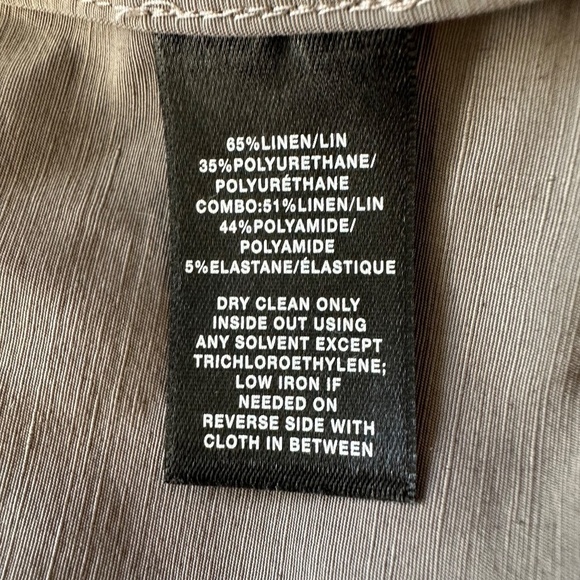 65%LINEN/LIN
35%POLYURETHANE/
POLYURÉTHANE
COMBO:51%LINEN/LIN
44%POLYAMIDE/
POLYAMIDE
5%ELASTANE/ÉLASTIQUE
DRY CLEAN ONLY
INSIDE OUT USING
ANY SOLVENT EXCEPT
TRICHLOROETHYLENE;
LOW IRON IF
NEEDED ON
REVERSE SIDE WITH
CLOTH IN BETWEEN